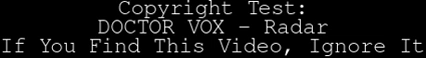 Copyright Test:
DOCTOR VOX - Radar
If You Find This Video, Ignore It